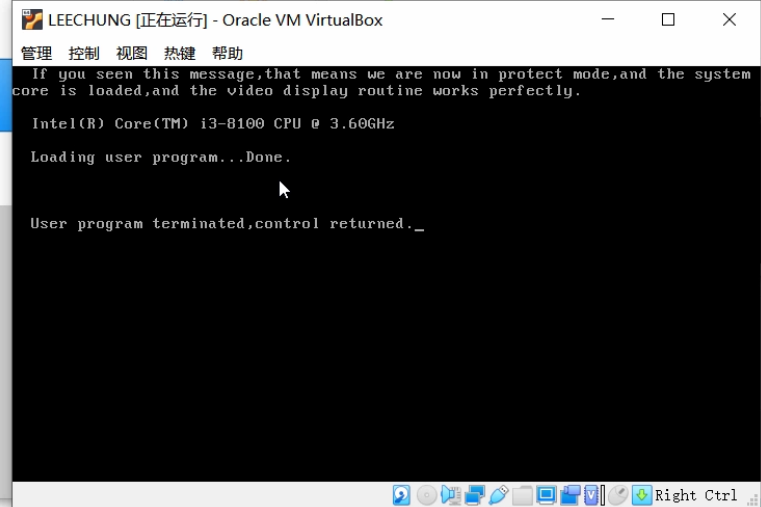 LEECHUNG [正在运行] - Oracle VM VirtualBox
管理 控制 视图 热键 帮助
If you seen this message,that means we are now in protect mode,and the system
core is loaded,and the video display routine works perfectly.
Intel(R) Core(TM) i3-8100 CPU @ 3.60GHz
Loading user program...Done.
User program terminated,control returned._
Right Ctrl